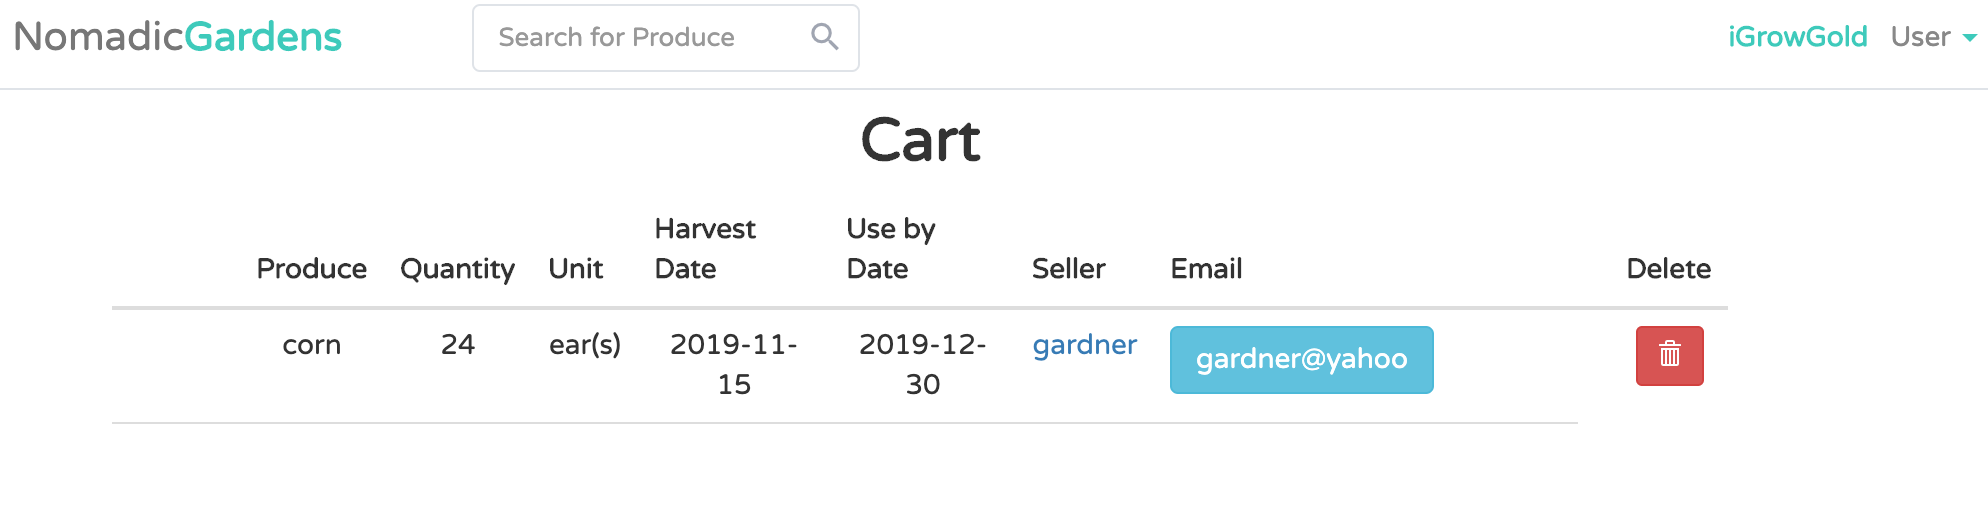 NomadicGardens Search for Produce iGrowGold User
Cart
Produce Quantity Unit Harvest Date Use by Date Seller Email Delete
corn 24 ear(s) 2019-11-15 2019-12-30 gardner gardner@yahoo